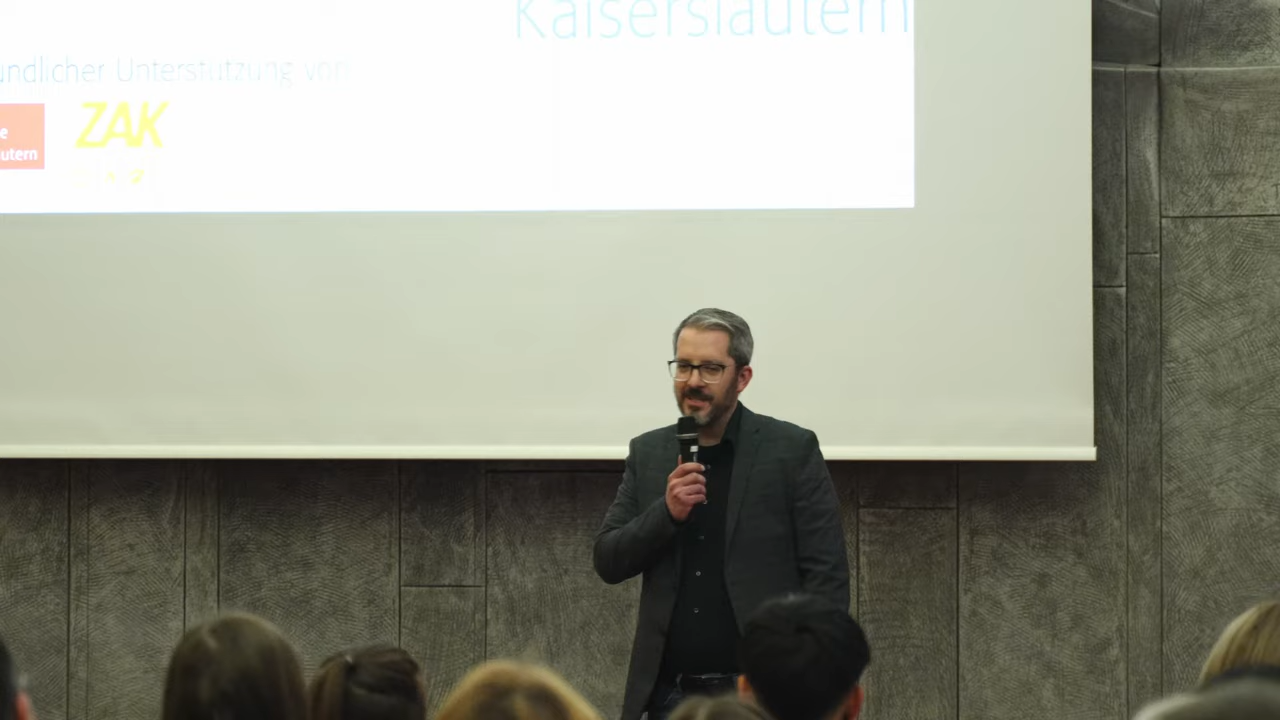 Kaiserslautern
undlicher Unterstützung von
e
utern
ZAK